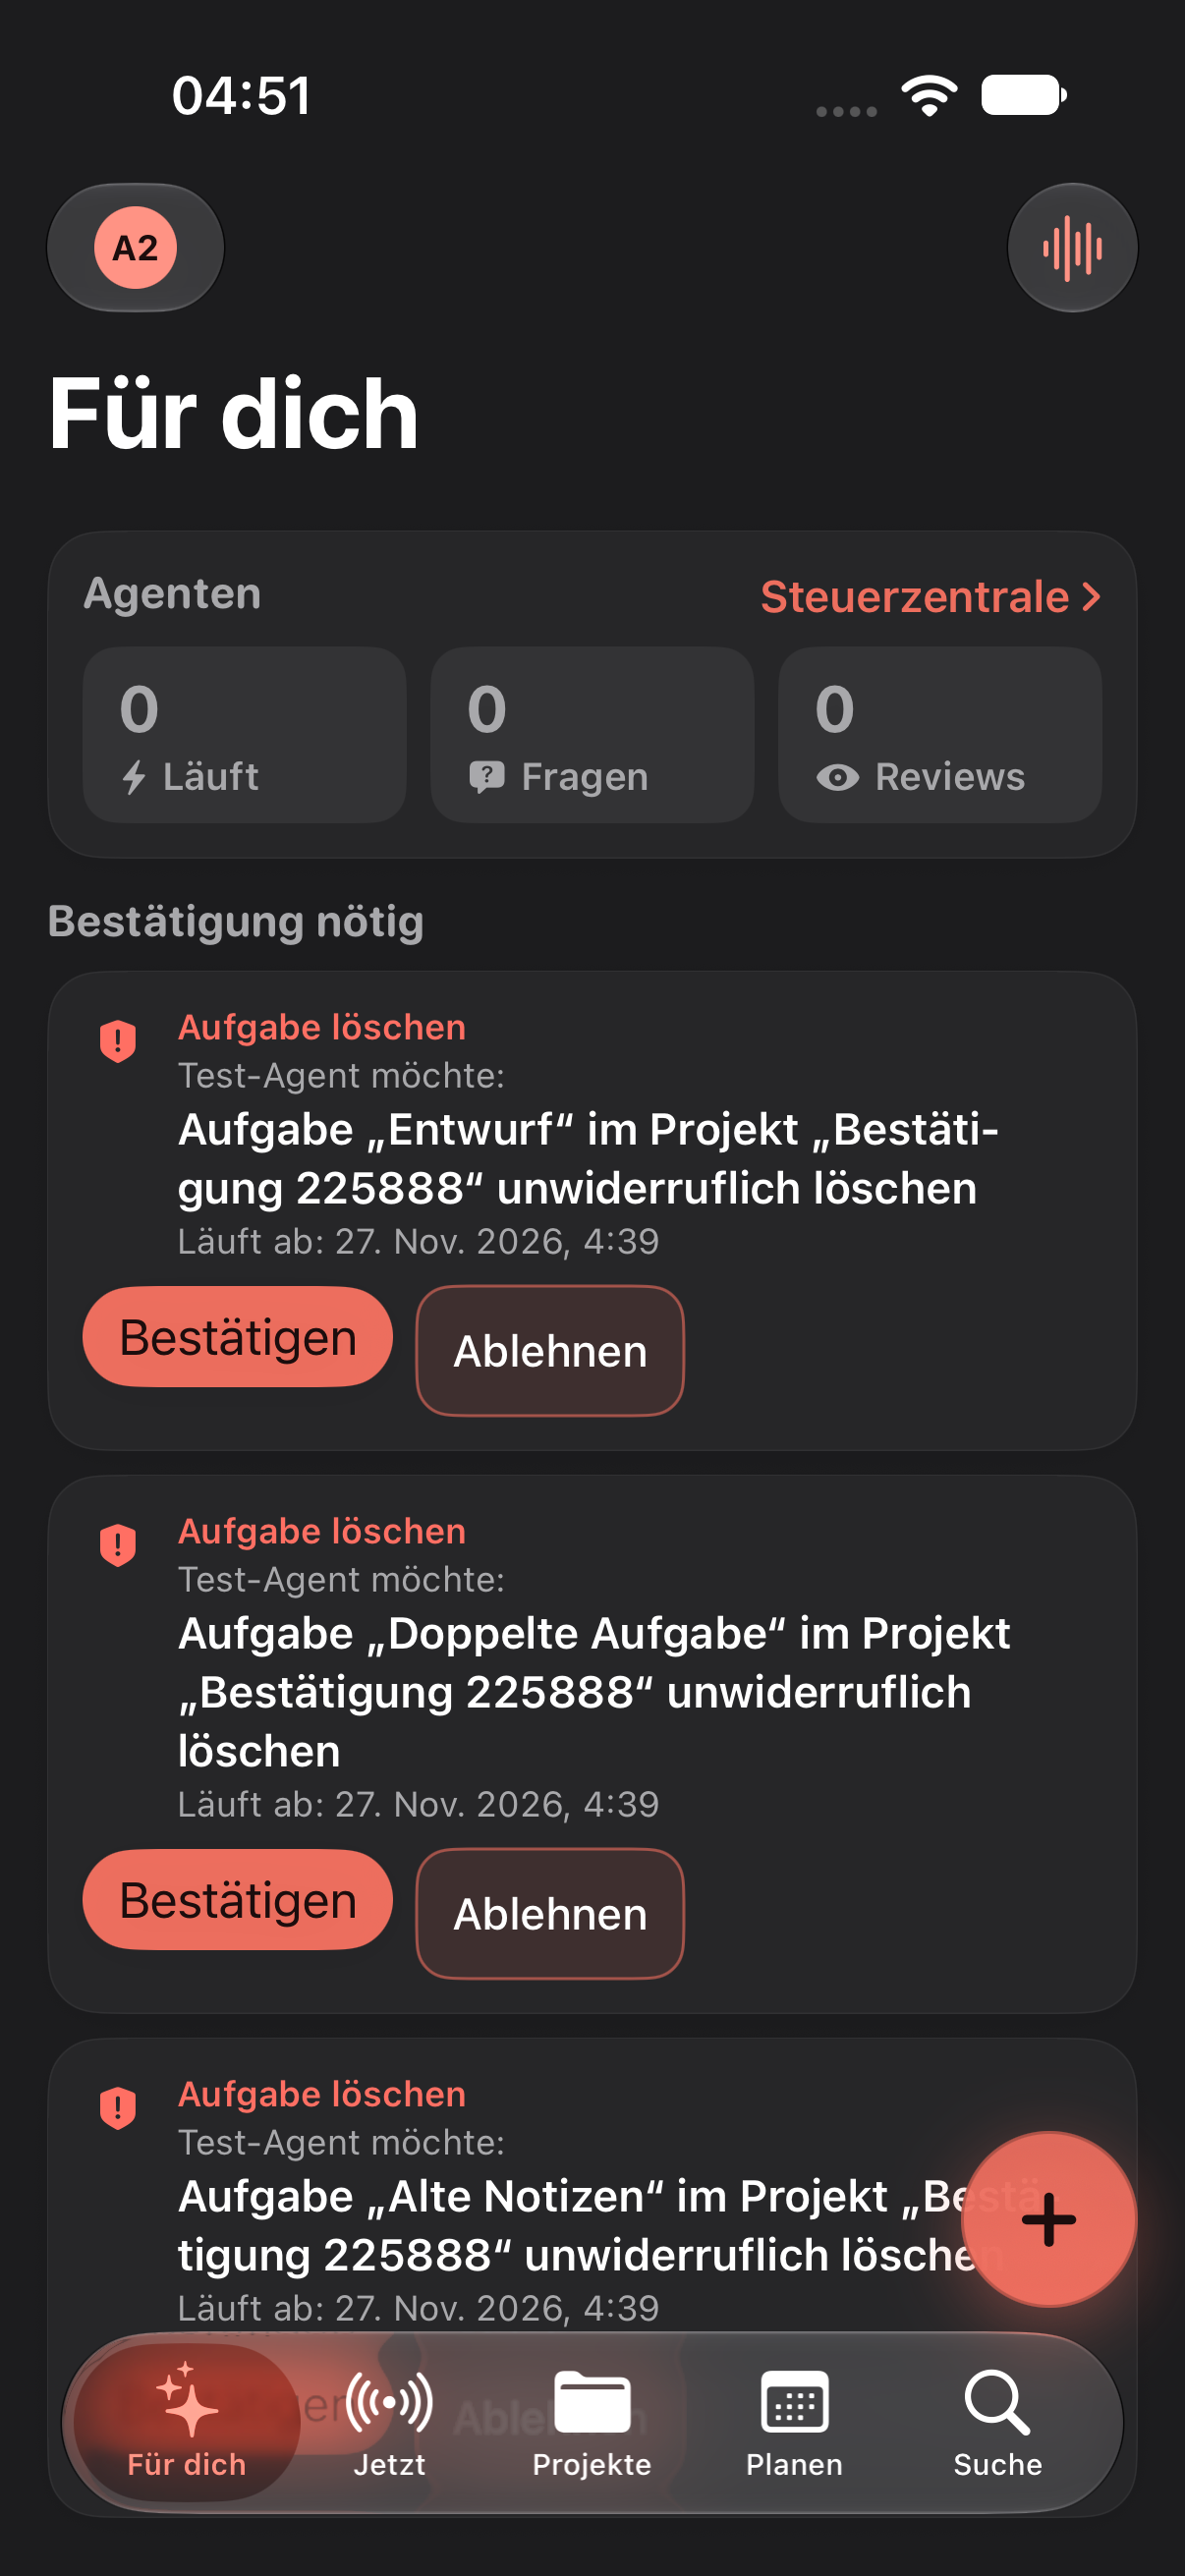 04:51
A2
Für dich
Agenten
Steuerzentrale
0
Läuft
0
Fragen
0
Reviews
Bestätigung nötig
Aufgabe löschen
Test-Agent möchte:
Aufgabe „Entwurf“ im Projekt „Bestäti-
gung 225888“ unwiderruflich löschen
Läuft ab: 27. Nov. 2026, 4:39
Bestätigen
Ablehnen
Aufgabe löschen
Test-Agent möchte:
Aufgabe „Doppelte Aufgabe“ im Projekt
„Bestätigung 225888“ unwiderruflich
löschen
Läuft ab: 27. Nov. 2026, 4:39
Bestätigen
Ablehnen
Aufgabe löschen
Test-Agent möchte:
Aufgabe „Alte Notizen“ im Projekt „Bestä-
tigung 225888“ unwiderruflich löschen
Läuft ab: 27. Nov. 2026, 4:39
Für dich
Jetzt
Projekte
Planen
Suche